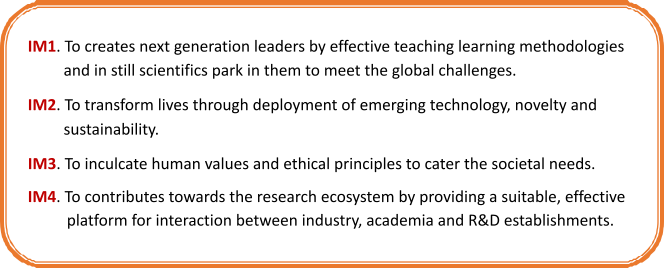 IM1. To creates next generation leaders by effective teaching learning methodologies
and in still scientifics park in them to meet the global challenges.
IM2. To transform lives through deployment of emerging technology, novelty and
sustainability.
IM3. To inculcate human values and ethical principles to cater the societal needs.
IM4. To contributes towards the research ecosystem by providing a suitable, effective
platform for interaction between industry, academia and R&D establishments.